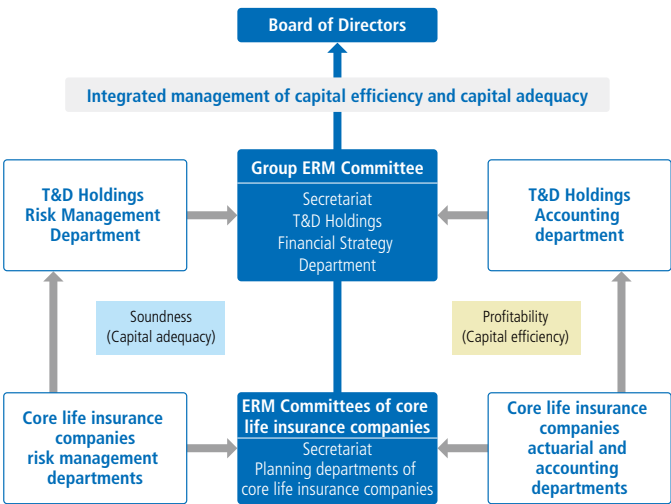 Board of Directors
Integrated management of capital efficiency and capital adequacy
T&D Holdings
Risk Management
Department
Group ERM Committee
Secretariat
T&D Holdings
Financial Strategy
Department
T&D Holdings
Accounting
department
Soundness
(Capital adequacy)
Profitability
(Capital efficiency)
Core life insurance
companies
risk management
departments
ERM Committees of core
life insurance companies
Secretariat
Planning departments of
core life insurance companies
Core life insurance
companies
actuarial and
accounting
departments